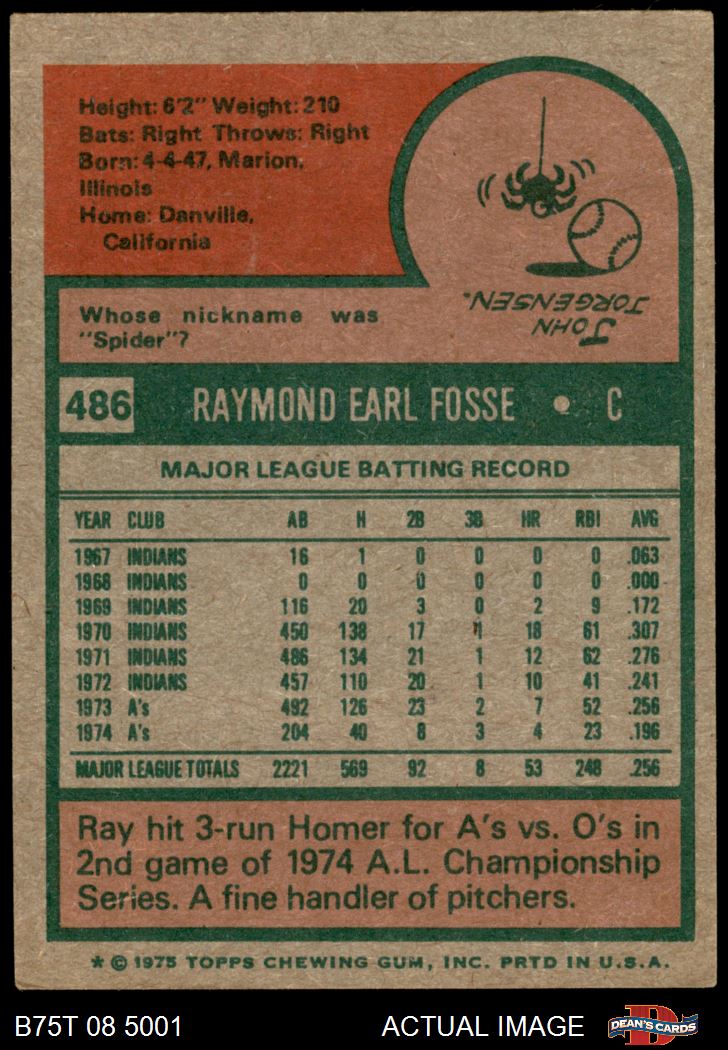 Height: 6'2" Weight: 210
Bats: Right Throws: Right
Born: 4-4-47, Marion,
Illinois
Home: Danville,
California
Whose nickname was
"Spider"?
JOHN
JORGENSEN.
486 RAYMOND EARL FOSSE • C
MAJOR LEAGUE BATTING RECORD
YEAR CLUB AB H 2B 3B HR RBI AVG
1967 INDIANS 16 1 0 0 0 0 .063
1968 INDIANS 0 0 0 0 0 0 .000
1969 INDIANS 116 20 3 0 2 9 .172
1970 INDIANS 450 138 17 1 18 61 .307
1971 INDIANS 486 134 21 1 12 62 .276
1972 INDIANS 457 110 20 1 10 41 .241
1973 A's 492 126 23 2 7 52 .256
1974 A's 204 40 8 3 4 23 .196
MAJOR LEAGUE TOTALS 2221 569 92 8 53 248 .256
Ray hit 3-run Homer for A's vs. O's in
2nd game of 1974 A.L. Championship
Series. A fine handler of pitchers.
* © 1975 TOPPS CHEWING GUM, INC. PRTD IN U.S.A.
B75T 08 5001 ACTUAL IMAGE
D
DEAN'S CARDS